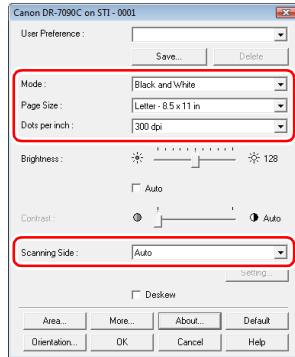 Canon DR-7090C on STI - 0001
User Preference :
Save... Delete
Mode : Black and White
Page Size : Letter - 8.5 x 11 in
Dots per inch : 300 dpi
Brightness : 128
Auto
Contrast : Auto
Scanning Side : Auto
Setting...
Deskew
Area... More... About... Default
Orientation... OK Cancel Help